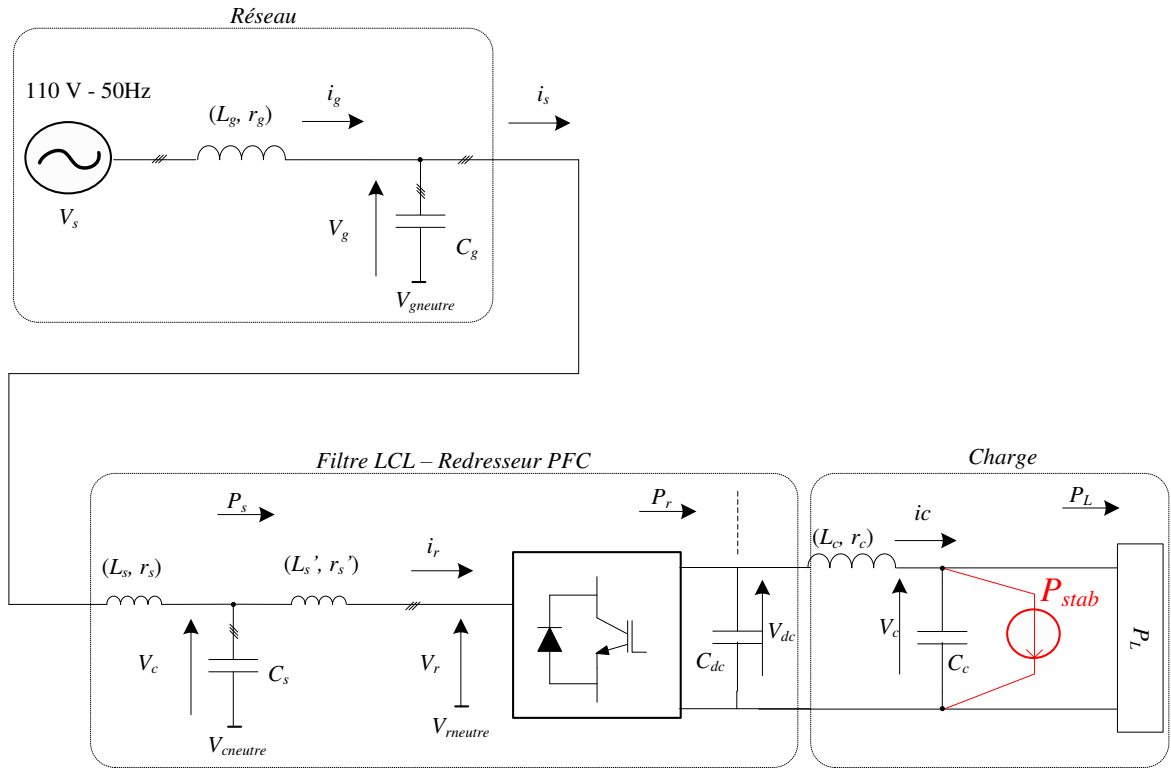 Réseau
110 V - 50Hz
(Lg, rg)
ig
is
Vs
Vg
Cg
Vgneutre
Filtre LCL – Redresseur PFC
Charge
Ps
Pr
PL
(Ls, rs)
(Ls’, rs’)
ir
(Lc, rc)
ic
Pstab
Vc
Cs
Vr
Vdc
Cdc
Vc
Cc
PL
Vcneutre
Vrneutre